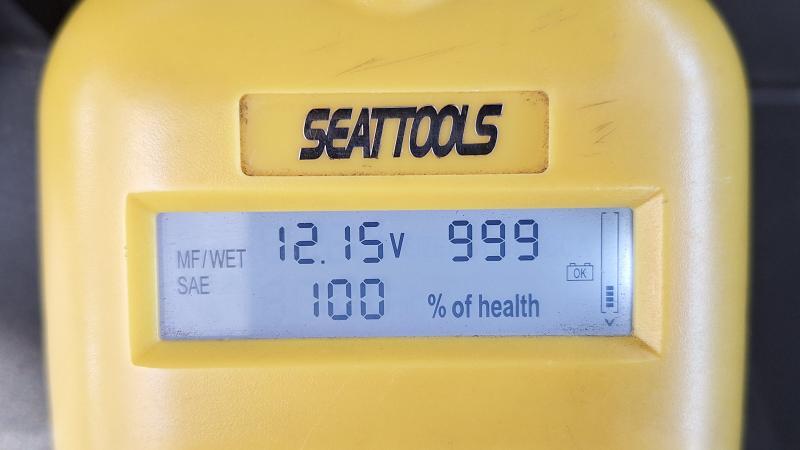 SEATTOOLS
MF/WET 12.15V 999
SAE 100 % of health
OK